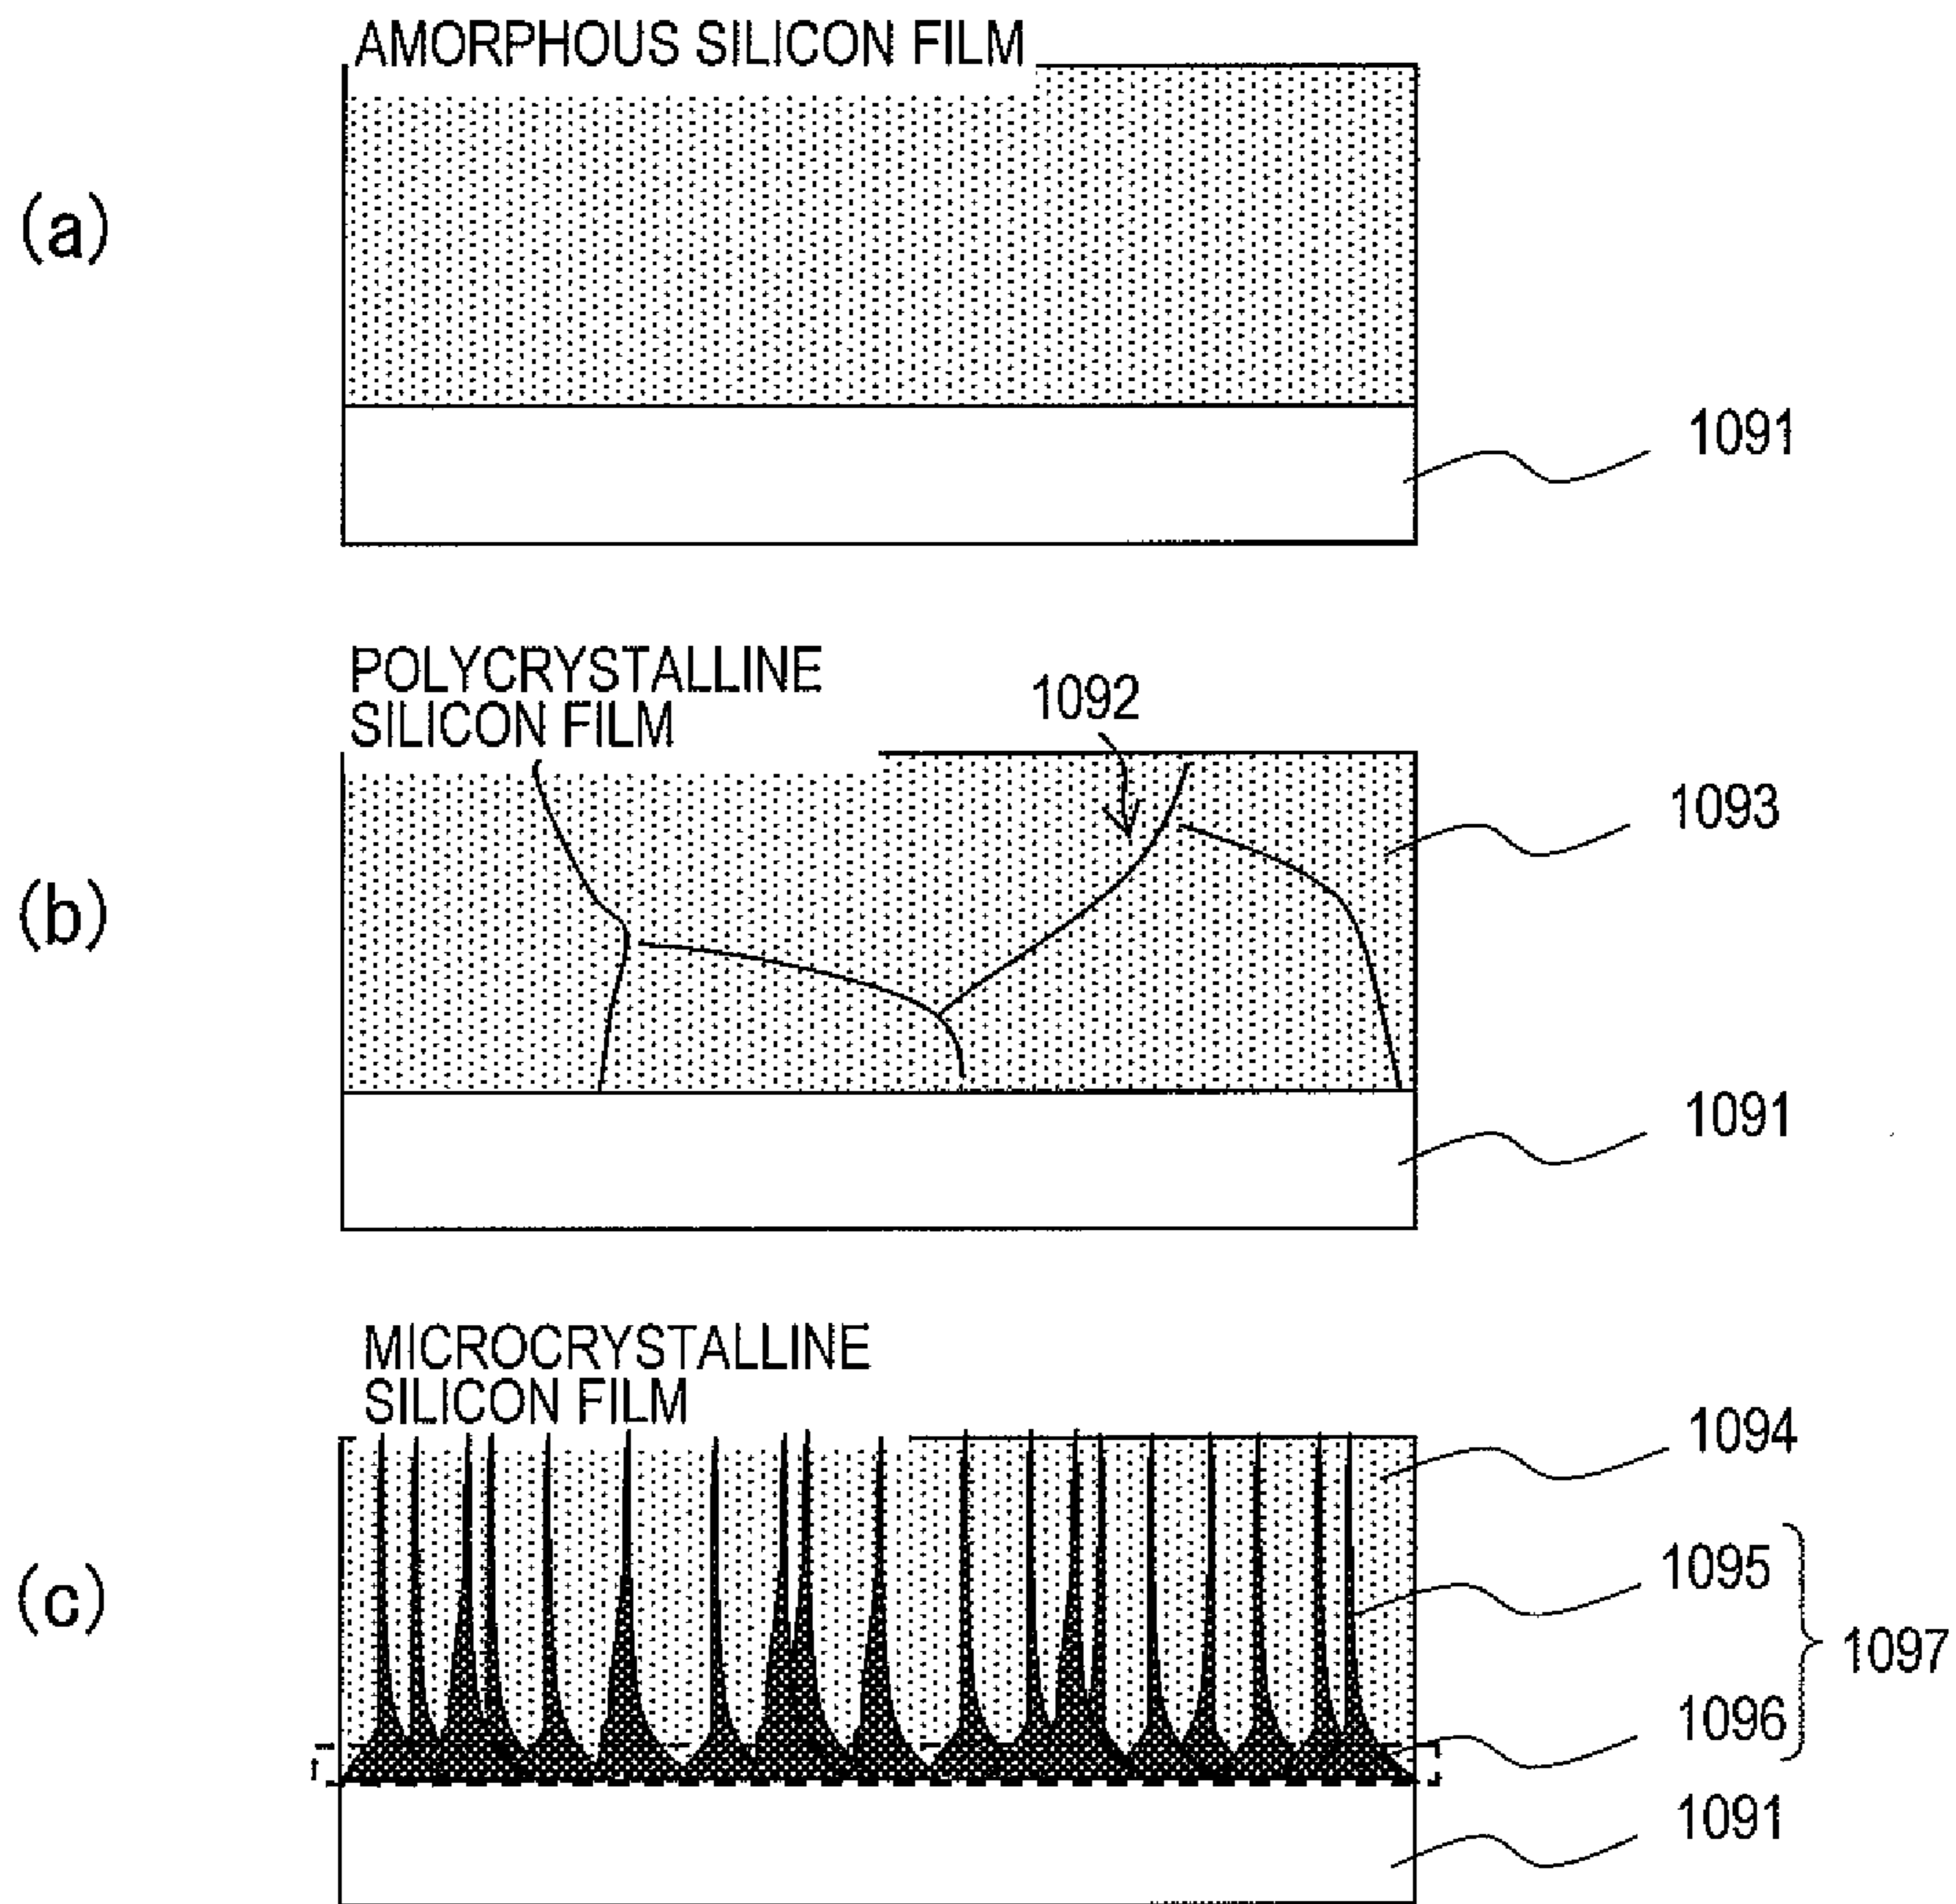 AMORPHOUS SILICON FILM
(a)
1091
POLYCRYSTALLINE
SILICON FILM
1092
1093
(b)
1091
MICROCRYSTALLINE
SILICON FILM
1094
1095
(c)
1097
1096
1091